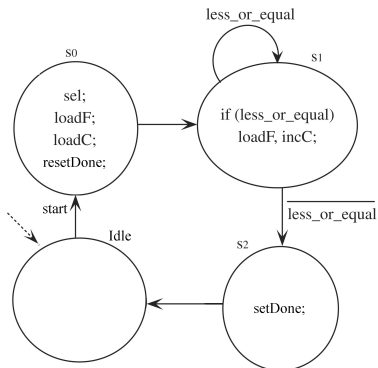 less_or_equal
S0
S1
sel;
loadF;
loadC;
resetDone;
if (less_or_equal)
loadF, incC;
start
less_or_equal
Idle
S2
setDone;